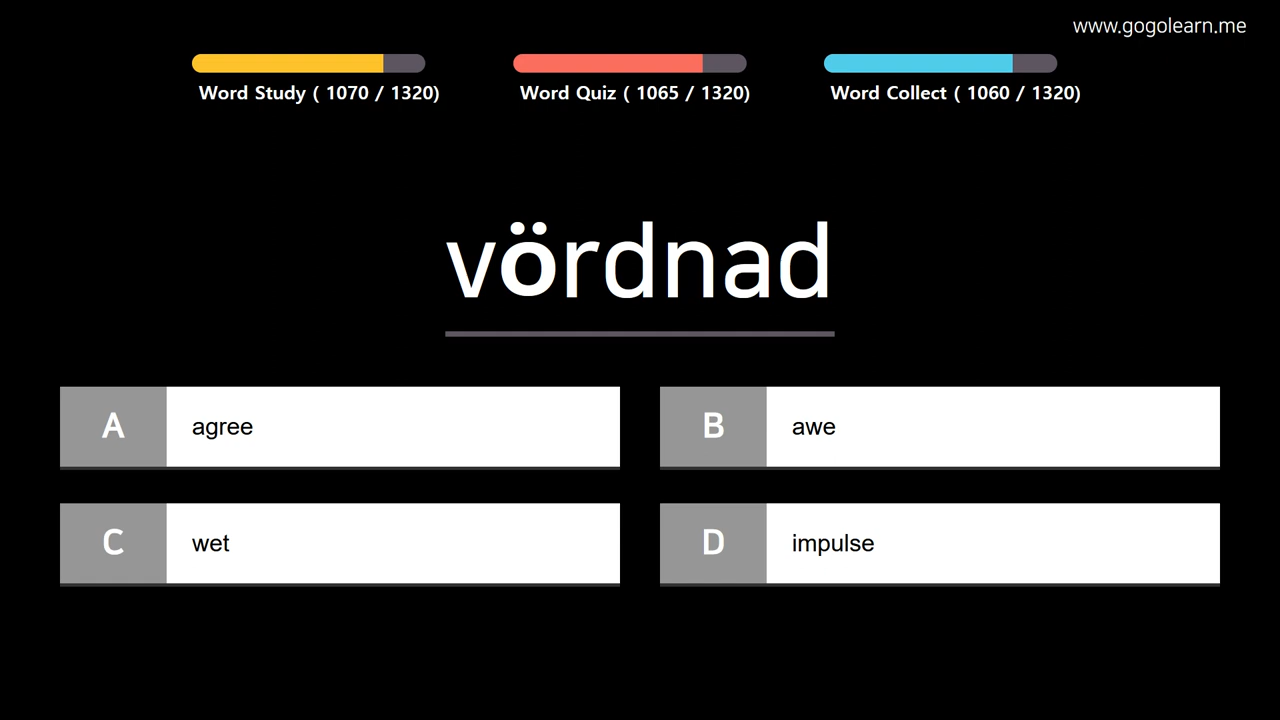 www.gogolearn.me
Word Study ( 1070 / 1320)
Word Quiz ( 1065 / 1320)
Word Collect ( 1060 / 1320)
vördnad
A agree
B awe
C wet
D impulse